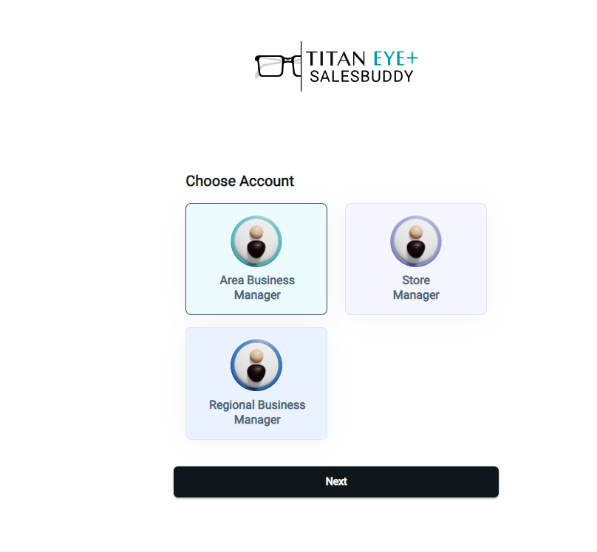 TITAN EYE+
SALESBUDDY
Choose Account
Area Business
Manager
Store
Manager
Regional Business
Manager
Next